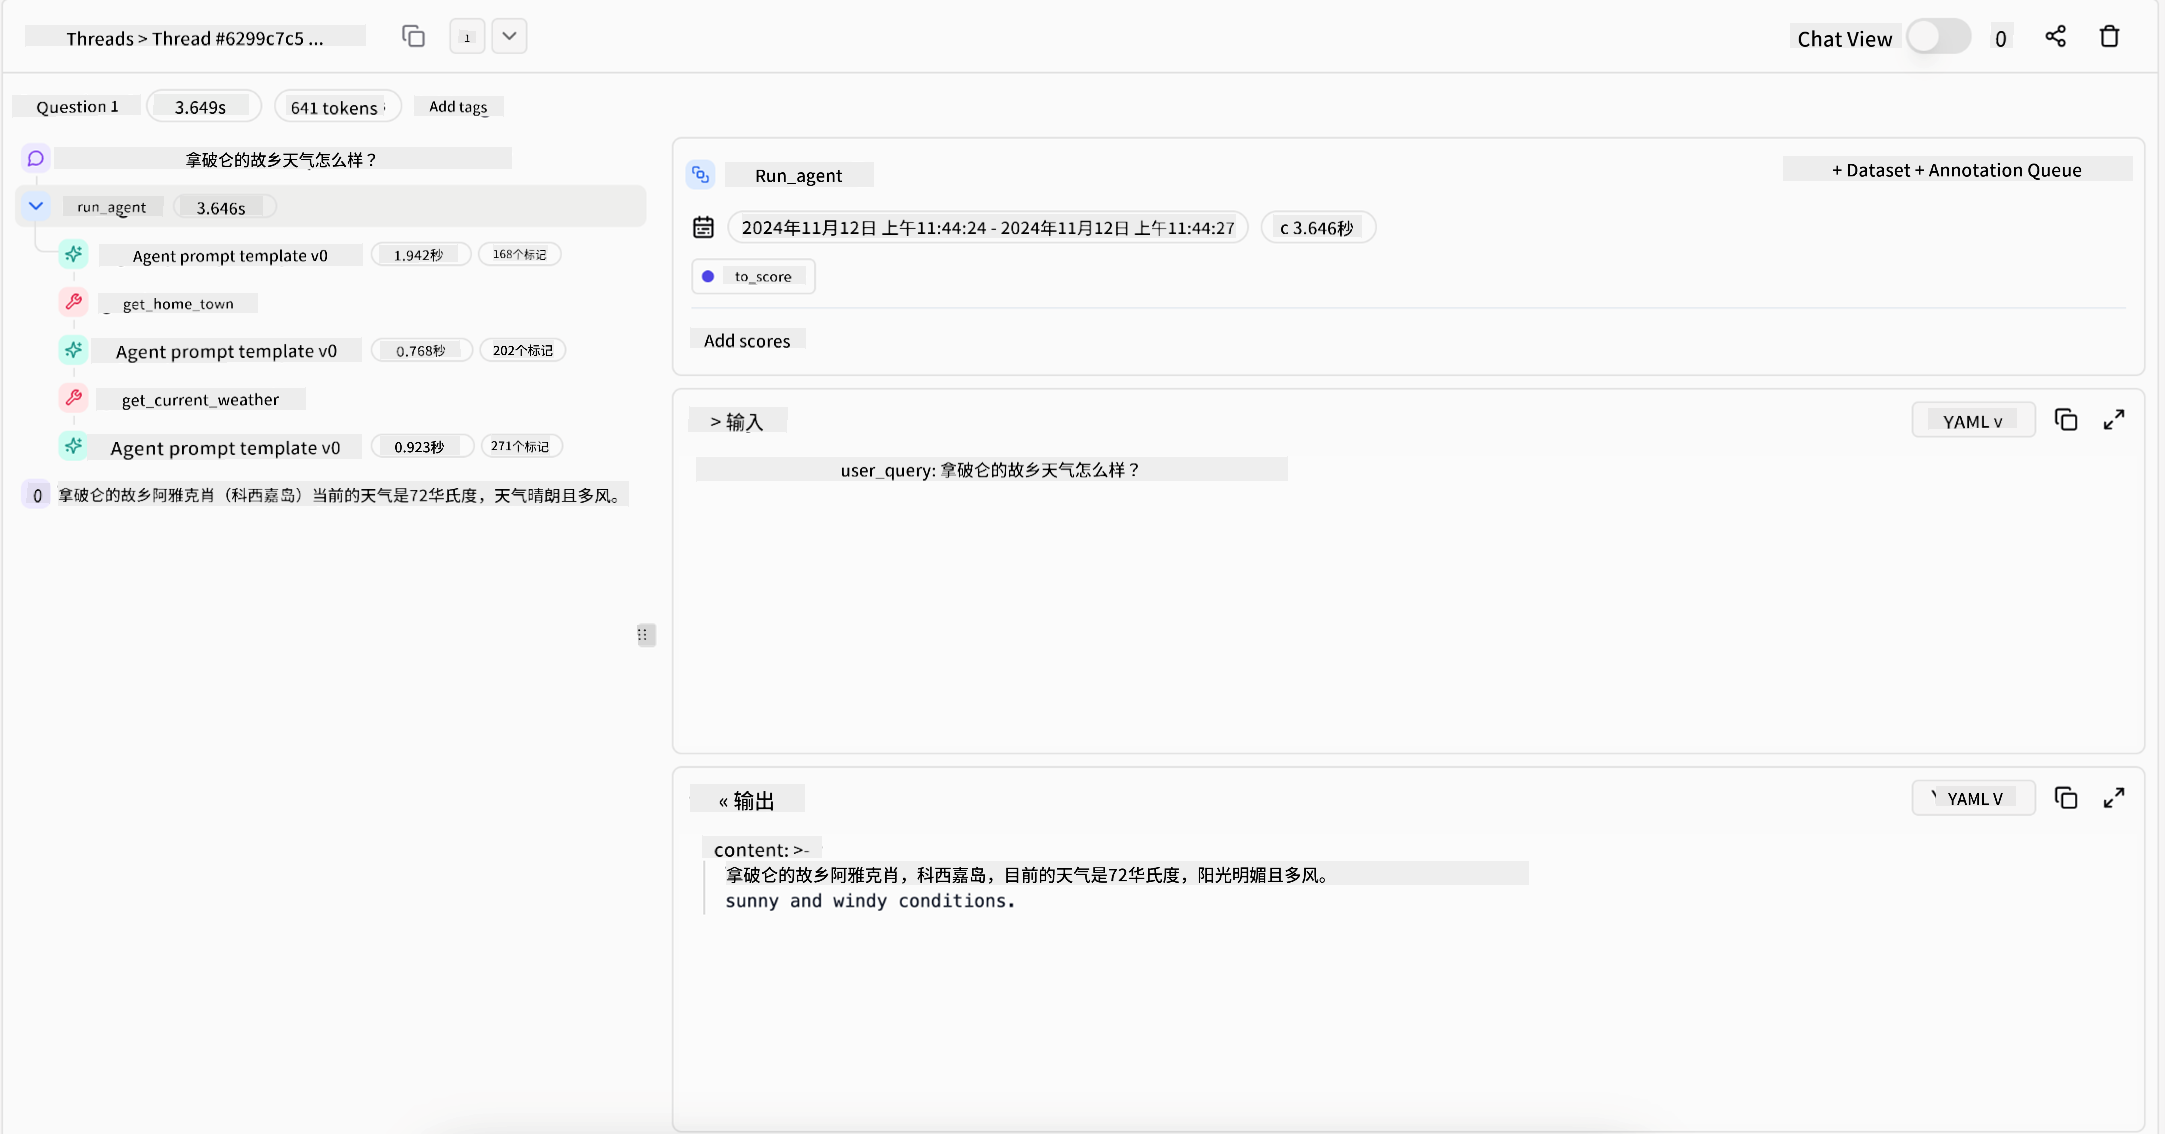 Threads > Thread #6299c7c5 ...
1
Chat View
0
Question 1
3.649s
641 tokens
Add tags
拿破仑的故乡天气怎么样？
run_agent
3.646s
Agent prompt template v0
1.942秒
168个标记
get_home_town
Agent prompt template v0
0.768秒
202个标记
get_current_weather
Agent prompt template v0
0.923秒
271个标记
0
拿破仑的故乡阿雅克肖（科西嘉岛）当前的天气是72华氏度，天气晴朗且多风。
Run_agent
+ Dataset + Annotation Queue
2024年11月12日 上午11:44:24 - 2024年11月12日 上午11:44:27
c 3.646秒
to_score
Add scores
> 输入
YAML v
user_query: 拿破仑的故乡天气怎么样？
« 输出
YAML V
content: >-
拿破仑的故乡阿雅克肖，科西嘉岛，目前的天气是72华氏度，阳光明媚且多风。
sunny and windy conditions.